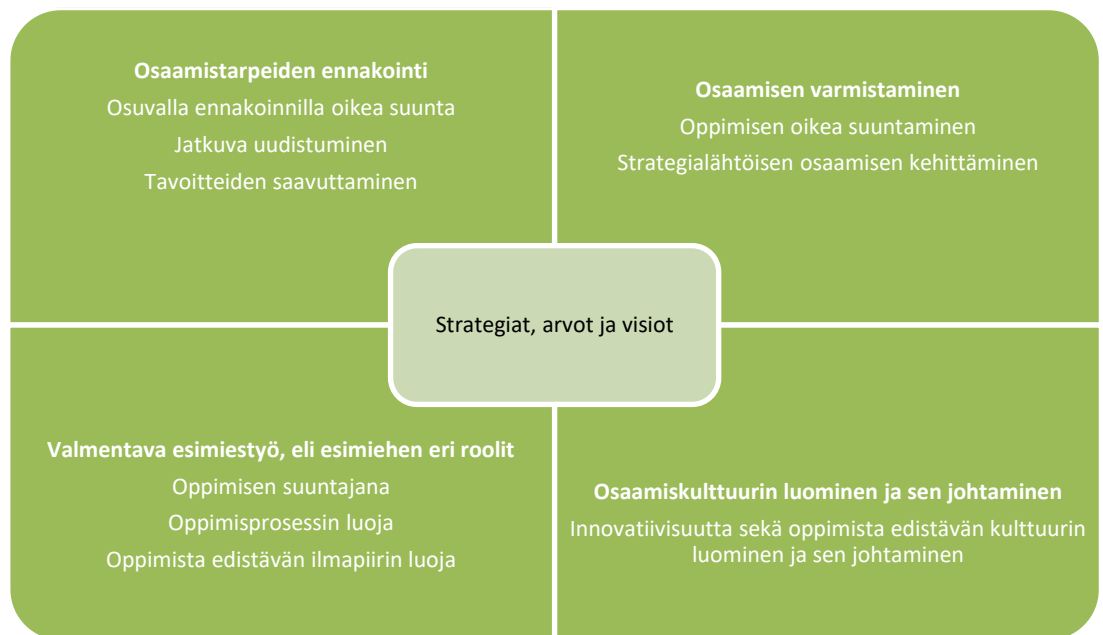 Osaamistarpeiden ennakointi
Osuvalla ennakoinnilla oikea suunta
Jatkuva uudistuminen
Tavoitteiden saavuttaminen
Osaamisen varmistaminen
Oppimisen oikea suuntaminen
Strategialähtöisen osaamisen kehittäminen
Strategiat, arvot ja visiot
Valmentava esimiestyö, eli esimiehen eri roolit
Oppimisen suuntajana
Oppimisprosessin luoja
Oppimista edistävän ilmapiirin luoja
Osaamiskulttuurin luominen ja sen johtaminen
Innovatiivisuutta sekä oppimista edistävän kulttuurin
luominen ja sen johtaminen